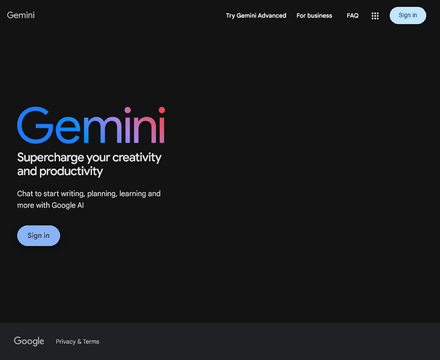 Gemini
Try Gemini Advanced For business FAQ Sign in
Gemini
Supercharge your creativity
and productivity
Chat to start writing, planning, learning and
more with Google AI
Sign in
Google Privacy & Terms